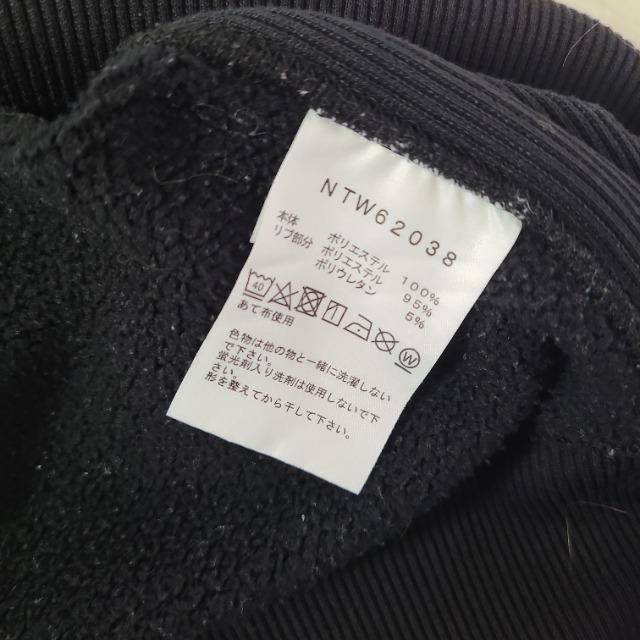 NTW62038
本体 ポリエステル 100%
リブ部分 ポリエステル 95%
ポリウレタン 5%
40
W
あて布使用
色物は他の物と一緒に洗濯しない
で下さい。
蛍光剤入り洗剤は使用しないで下
さい。
形を整えてから干して下さい。